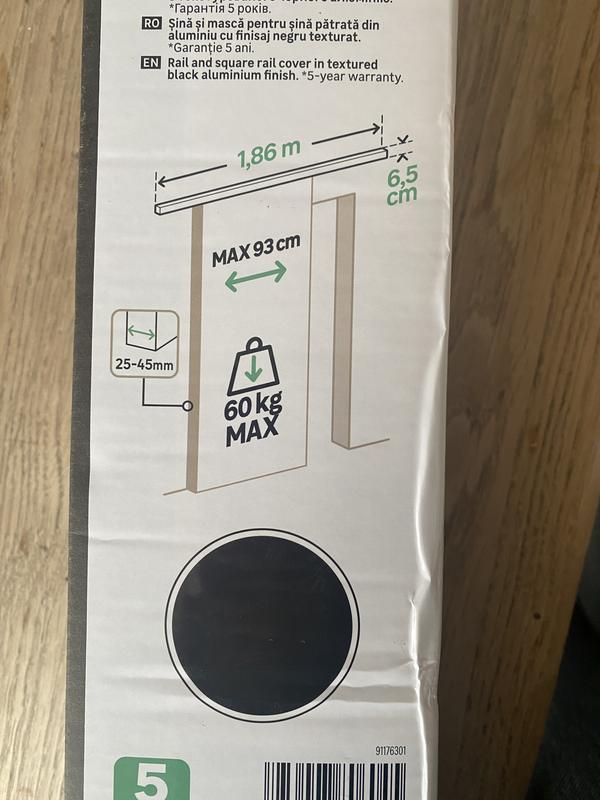 *Гарантія 5 років.
RO Șină și mască pentru șină pătrată din
aluminiu cu finisaj negru texturat.
*Garanție 5 ani.
EN Rail and square rail cover in textured
black aluminium finish. *5-year warranty.
1,86 m
6,5
cm
MAX 93 cm
25-45mm
60 kg
MAX
91176301
5